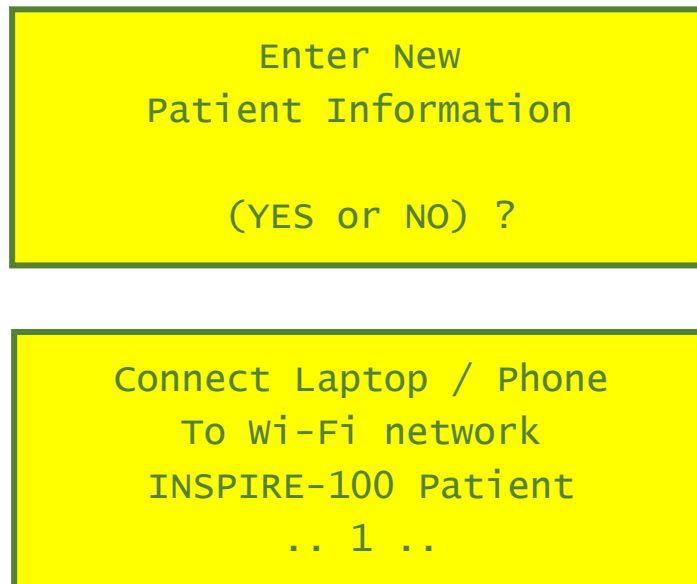 Enter New
Patient Information
(YES or NO) ?
Connect Laptop / Phone
To Wi-Fi network
INSPIRE-100 Patient
.. 1 ..